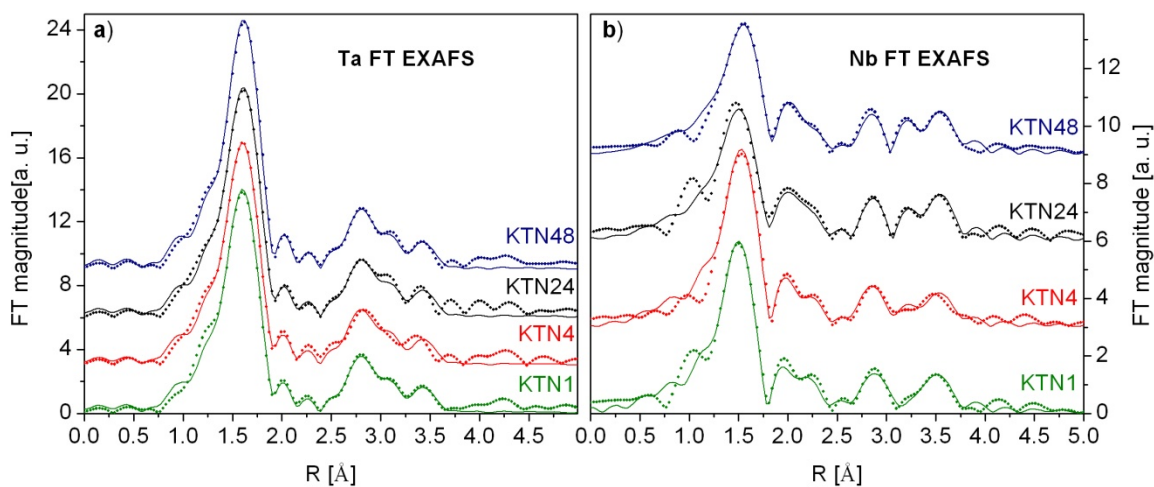 a) Ta FT EXAFS
FT magnitude[a. u.]
24
20
16
12
8
4
0
KTN48
KTN24
KTN4
KTN1
0.0 0.5 1.0 1.5 2.0 2.5 3.0 3.5 4.0 4.5
R [Å]
b) Nb FT EXAFS
KTN48
KTN24
KTN4
KTN1
12
10
8
6
4
2
0
FT magnitude [a. u.]
0.0 0.5 1.0 1.5 2.0 2.5 3.0 3.5 4.0 4.5 5.0
R [Å]